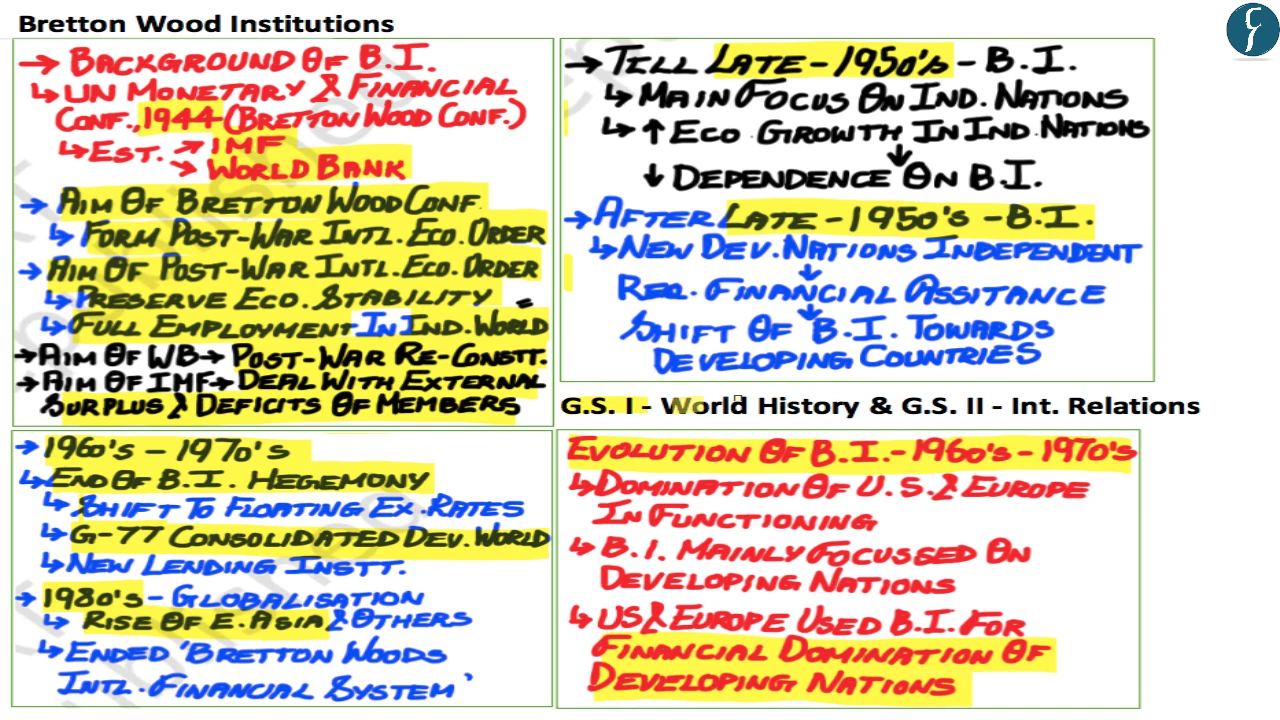 Bretton Wood Institutions
→ BACKGROUND OF B.I.
↳ UN MONETARY & FINANCIAL
CONF., 1944 (BRETTON WOOD CONF.)
↳ EST. ↗ IMF
↘ WORLD BANK
→ AIM OF BRETTON WOOD CONF.
↳ FORM POST-WAR INTL. ECO. ORDER
→ AIM OF POST-WAR INTL. ECO. ORDER
↳ PRESERVE ECO. STABILITY =
↳ FULL EMPLOYMENT IN IND. WORLD
→ AIM OF WB → POST-WAR RE-CONSTT.
→ AIM OF IMF → DEAL WITH EXTERNAL
SURPLUS & DEFICITS OF MEMBERS
→ TILL LATE - 1950's - B.I.
↳ MAIN FOCUS ON IND. NATIONS
↳ ↑ ECO GROWTH IN IND. NATIONS
↓
↓ DEPENDENCE ON B.I.
→ AFTER LATE - 1950's - B.I.
↳ NEW DEV. NATIONS INDEPENDENT
↓
REQ. FINANCIAL ASSITANCE
↓
SHIFT OF B.I. TOWARDS
DEVELOPING COUNTRIES
G.S. I - World History & G.S. II - Int. Relations
→ 1960's - 1970's
↳ END OF B.I. HEGEMONY
↳ SHIFT TO FLOATING EX. RATES
↳ G-77 CONSOLIDATED DEV. WORLD
↳ NEW LENDING INSTT.
→ 1980's - GLOBALISATION
↳ RISE OF E. ASIA & OTHERS
↳ ENDED 'BRETTON WOODS
INTL. FINANCIAL SYSTEM'
EVOLUTION OF B.I. - 1960's - 1970's
↳ DOMINATION OF U.S. & EUROPE
IN FUNCTIONING
↳ B.I. MAINLY FOCUSSED ON
DEVELOPING NATIONS
↳ US & EUROPE USED B.I. FOR
FINANCIAL DOMINATION OF
DEVELOPING NATIONS